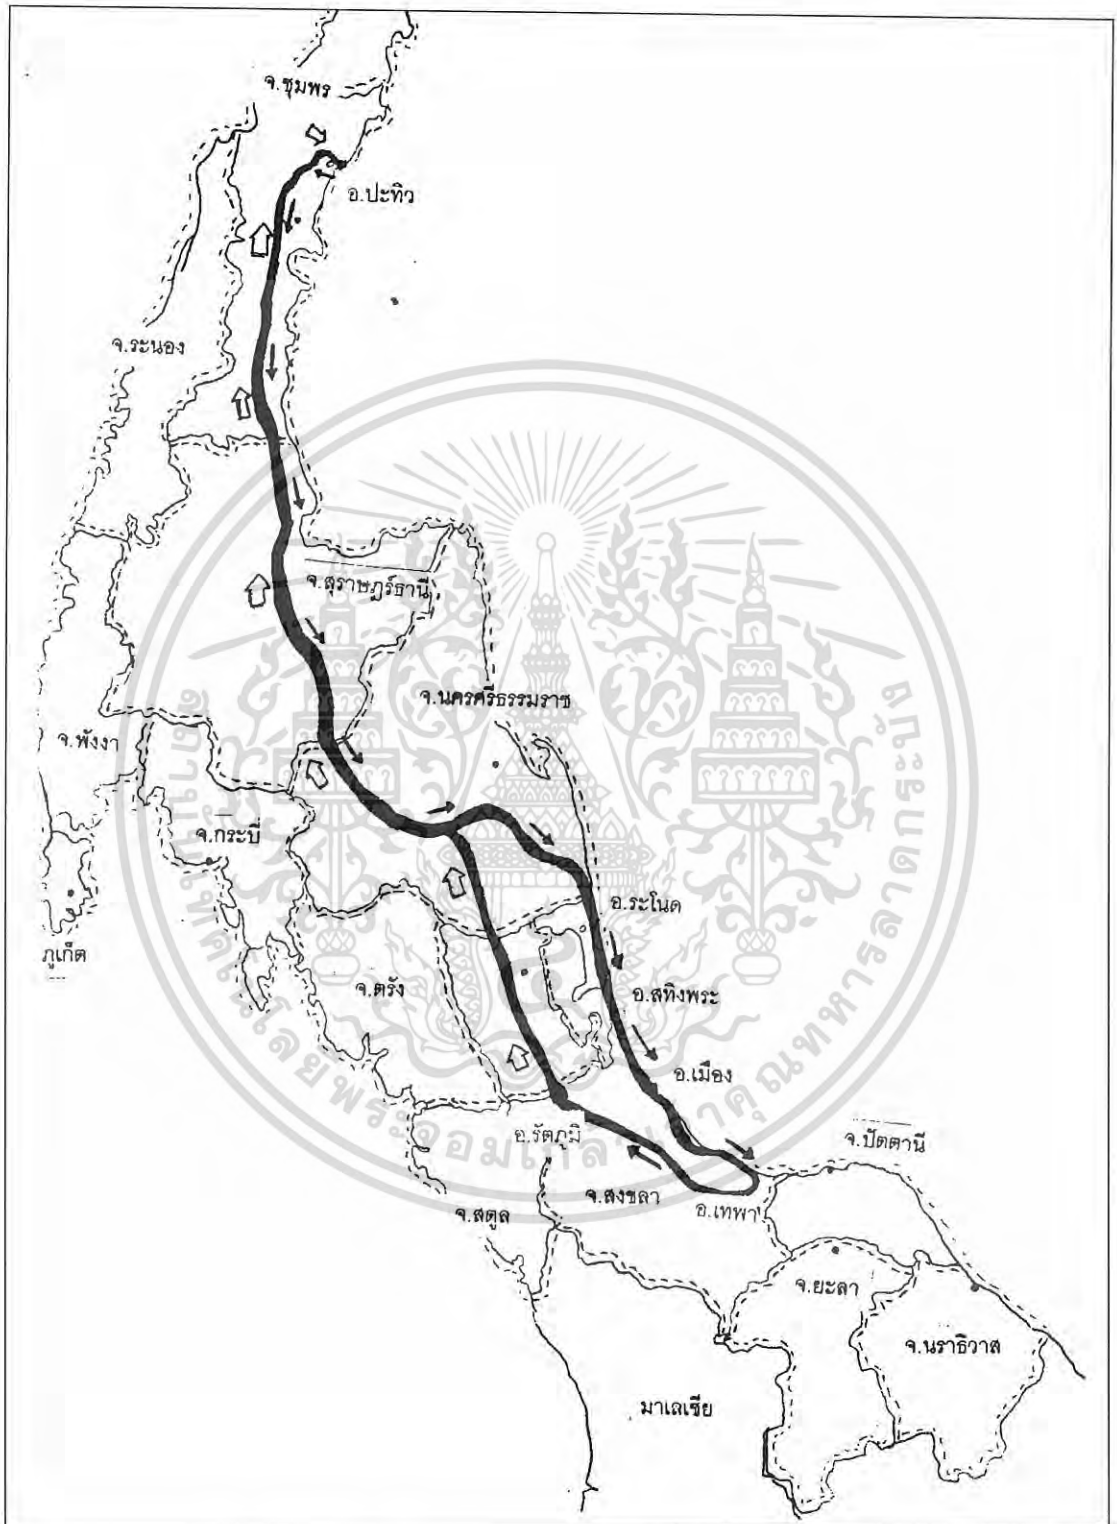 จ.ชุมพร
อ.ปะทิว
จ.ระนอง
จ.สุราษฎร์ธานี
จ.นครศรีธรรมราช
จ.พังงา
จ.กระบี่
อ.ระโนด
ภูเก็ต
จ.ตรัง
อ.สทิงพระ
อ.เมือง
อ.รัตภูมิ
จ.ปัตตานี
จ.สงขลา
อ.เทพา
จ.สตูล
จ.ยะลา
จ.นราธิวาส
มาเลเซีย